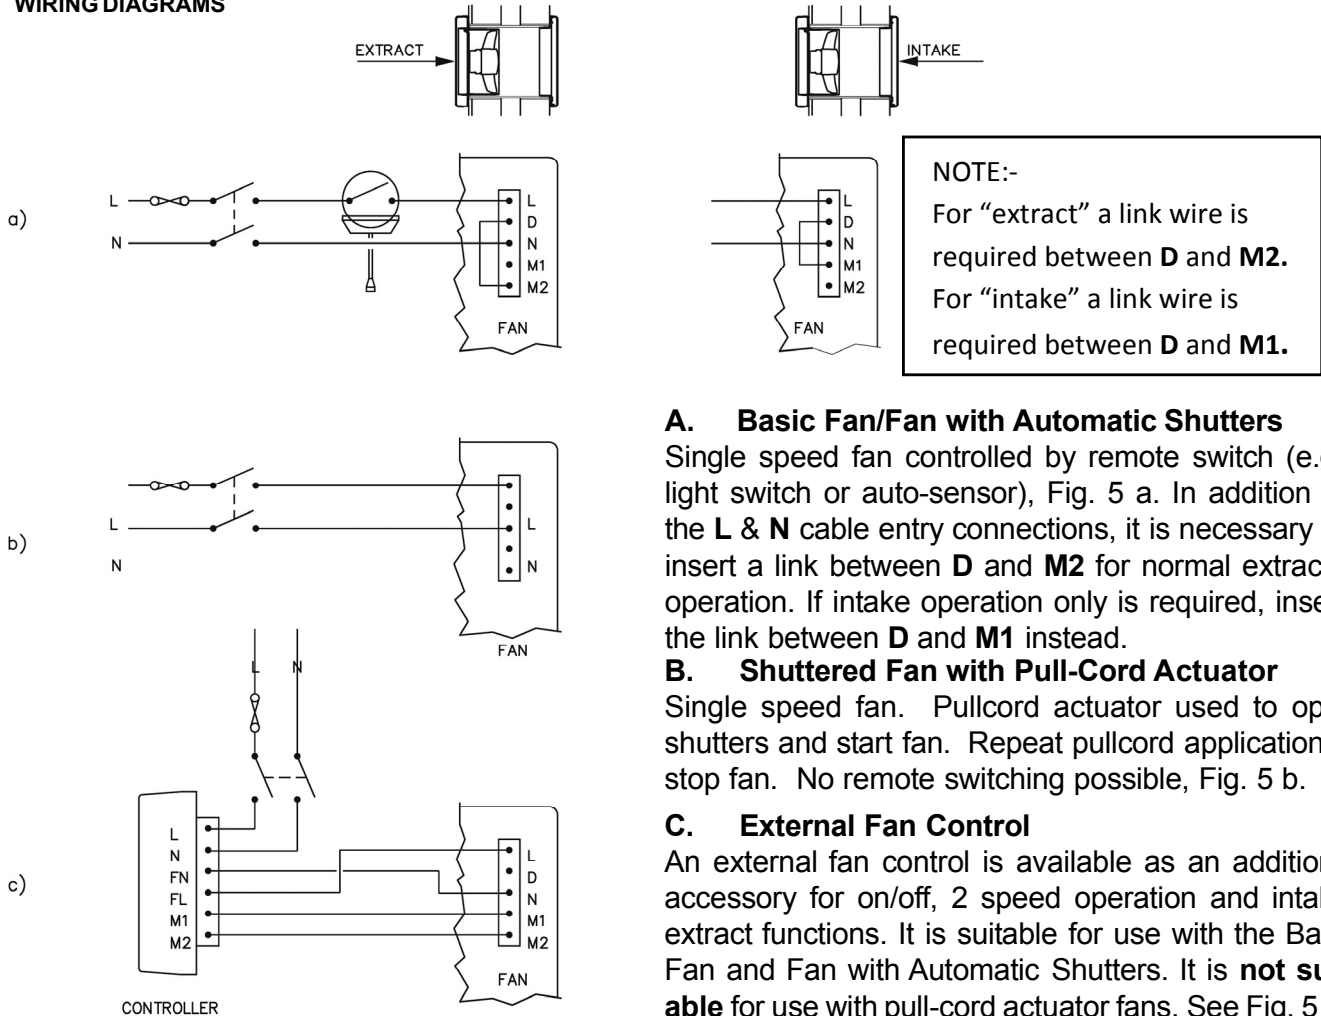 WIRING DIAGRAMS
EXTRACT
INTAKE
a)
L
N
L
D
N
M1
M2
FAN
L
D
N
M1
M2
FAN
NOTE:-
For “extract” a link wire is
required between D and M2.
For “intake” a link wire is
required between D and M1.
b)
L
N
L
N
FAN
A. Basic Fan/Fan with Automatic Shutters
Single speed fan controlled by remote switch
light switch or auto-sensor), Fig. 5 a. In addition
the L & N cable entry connections, it is necessary
insert a link between D and M2 for normal
operation. If intake operation only is required,
the link between D and M1 instead.
B. Shuttered Fan with Pull-Cord Actuator
Single speed fan. Pullcord actuator used to
shutters and start fan. Repeat pullcord application
stop fan. No remote switching possible, Fig. 5 b.
c)
L
N
L
N
FN
FL
M1
M2
CONTROLLER
L
D
N
M1
M2
FAN
C. External Fan Control
An external fan control is available as an
accessory for on/off, 2 speed operation and
extract functions. It is suitable for use with the
Fan and Fan with Automatic Shutters. It is not
able for use with pull-cord actuator fans. See Fig. 5